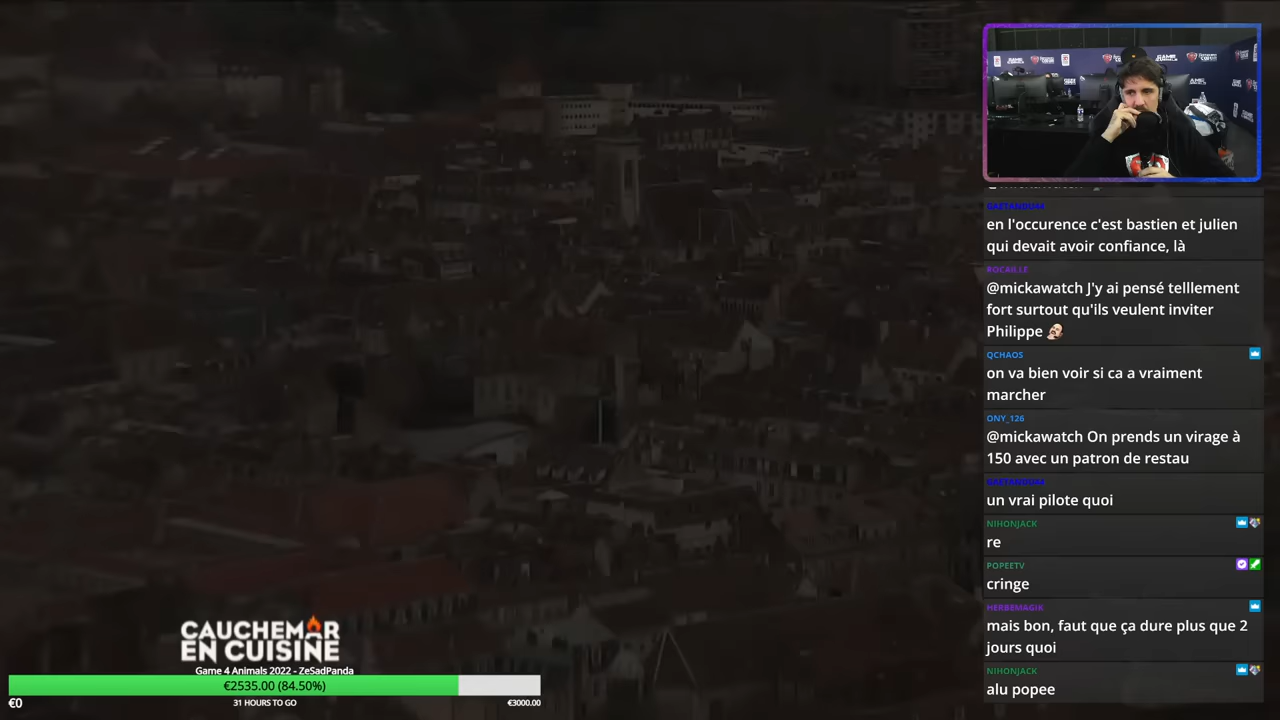 en l'occurence c'est bastien et julien
qui devait avoir confiance, là
ROCAILLE
@mickawatch J'y ai pensé telllement
fort surtout qu'ils veulent inviter
Philippe
QCHAOS
on va bien voir si ca a vraiment
marcher
ONY_126
@mickawatch On prends un virage à
150 avec un patron de restau
un vrai pilote quoi
NIHONJACK
re
POPEETV
cringe
HERBEMAGIK
mais bon, faut que ça dure plus que 2
jours quoi
NIHONJACK
alu popee
CAUCHEMAR
EN CUISINE
Game 4 Animals 2022 - ZeSadPanda
€2535.00 (84.50%)
€0
31 HOURS TO GO
€3000.00